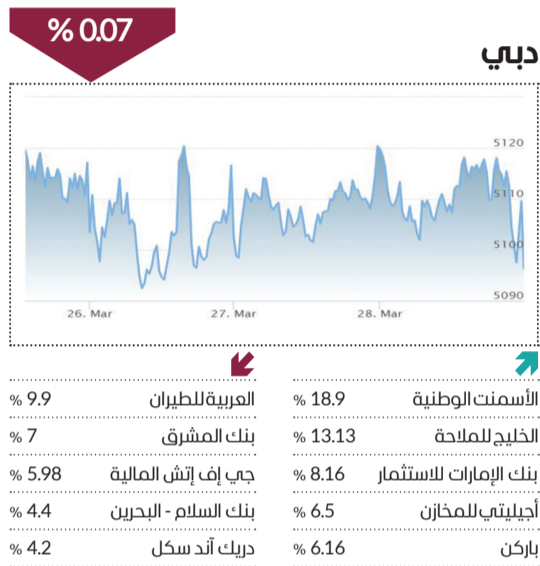 % 0.07
دبي
5120
5110
5100
5090
26. Mar
27. Mar
28. Mar
الأسمنت الوطنية % 18.9
الخليج للملاحة % 13.13
بنك الإمارات للاستثمار % 8.16
أجيليتي للمخازن % 6.5
باركن % 6.16
العربية للطيران % 9.9
بنك المشرق % 7
جي إف إتش المالية % 5.98
بنك السلام - البحرين % 4.4
دريك آند سكل % 4.2